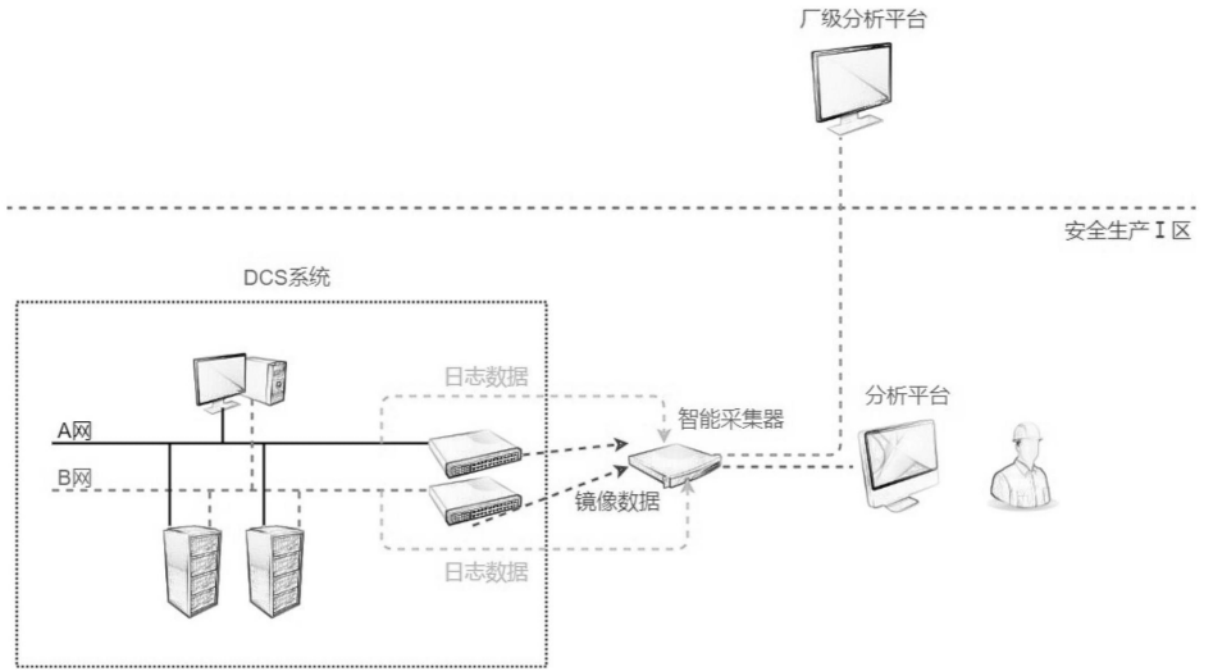 厂级分析平台
安全生产 I 区
DCS系统
日志数据
智能采集器
分析平台
A网
B网
镜像数据
日志数据